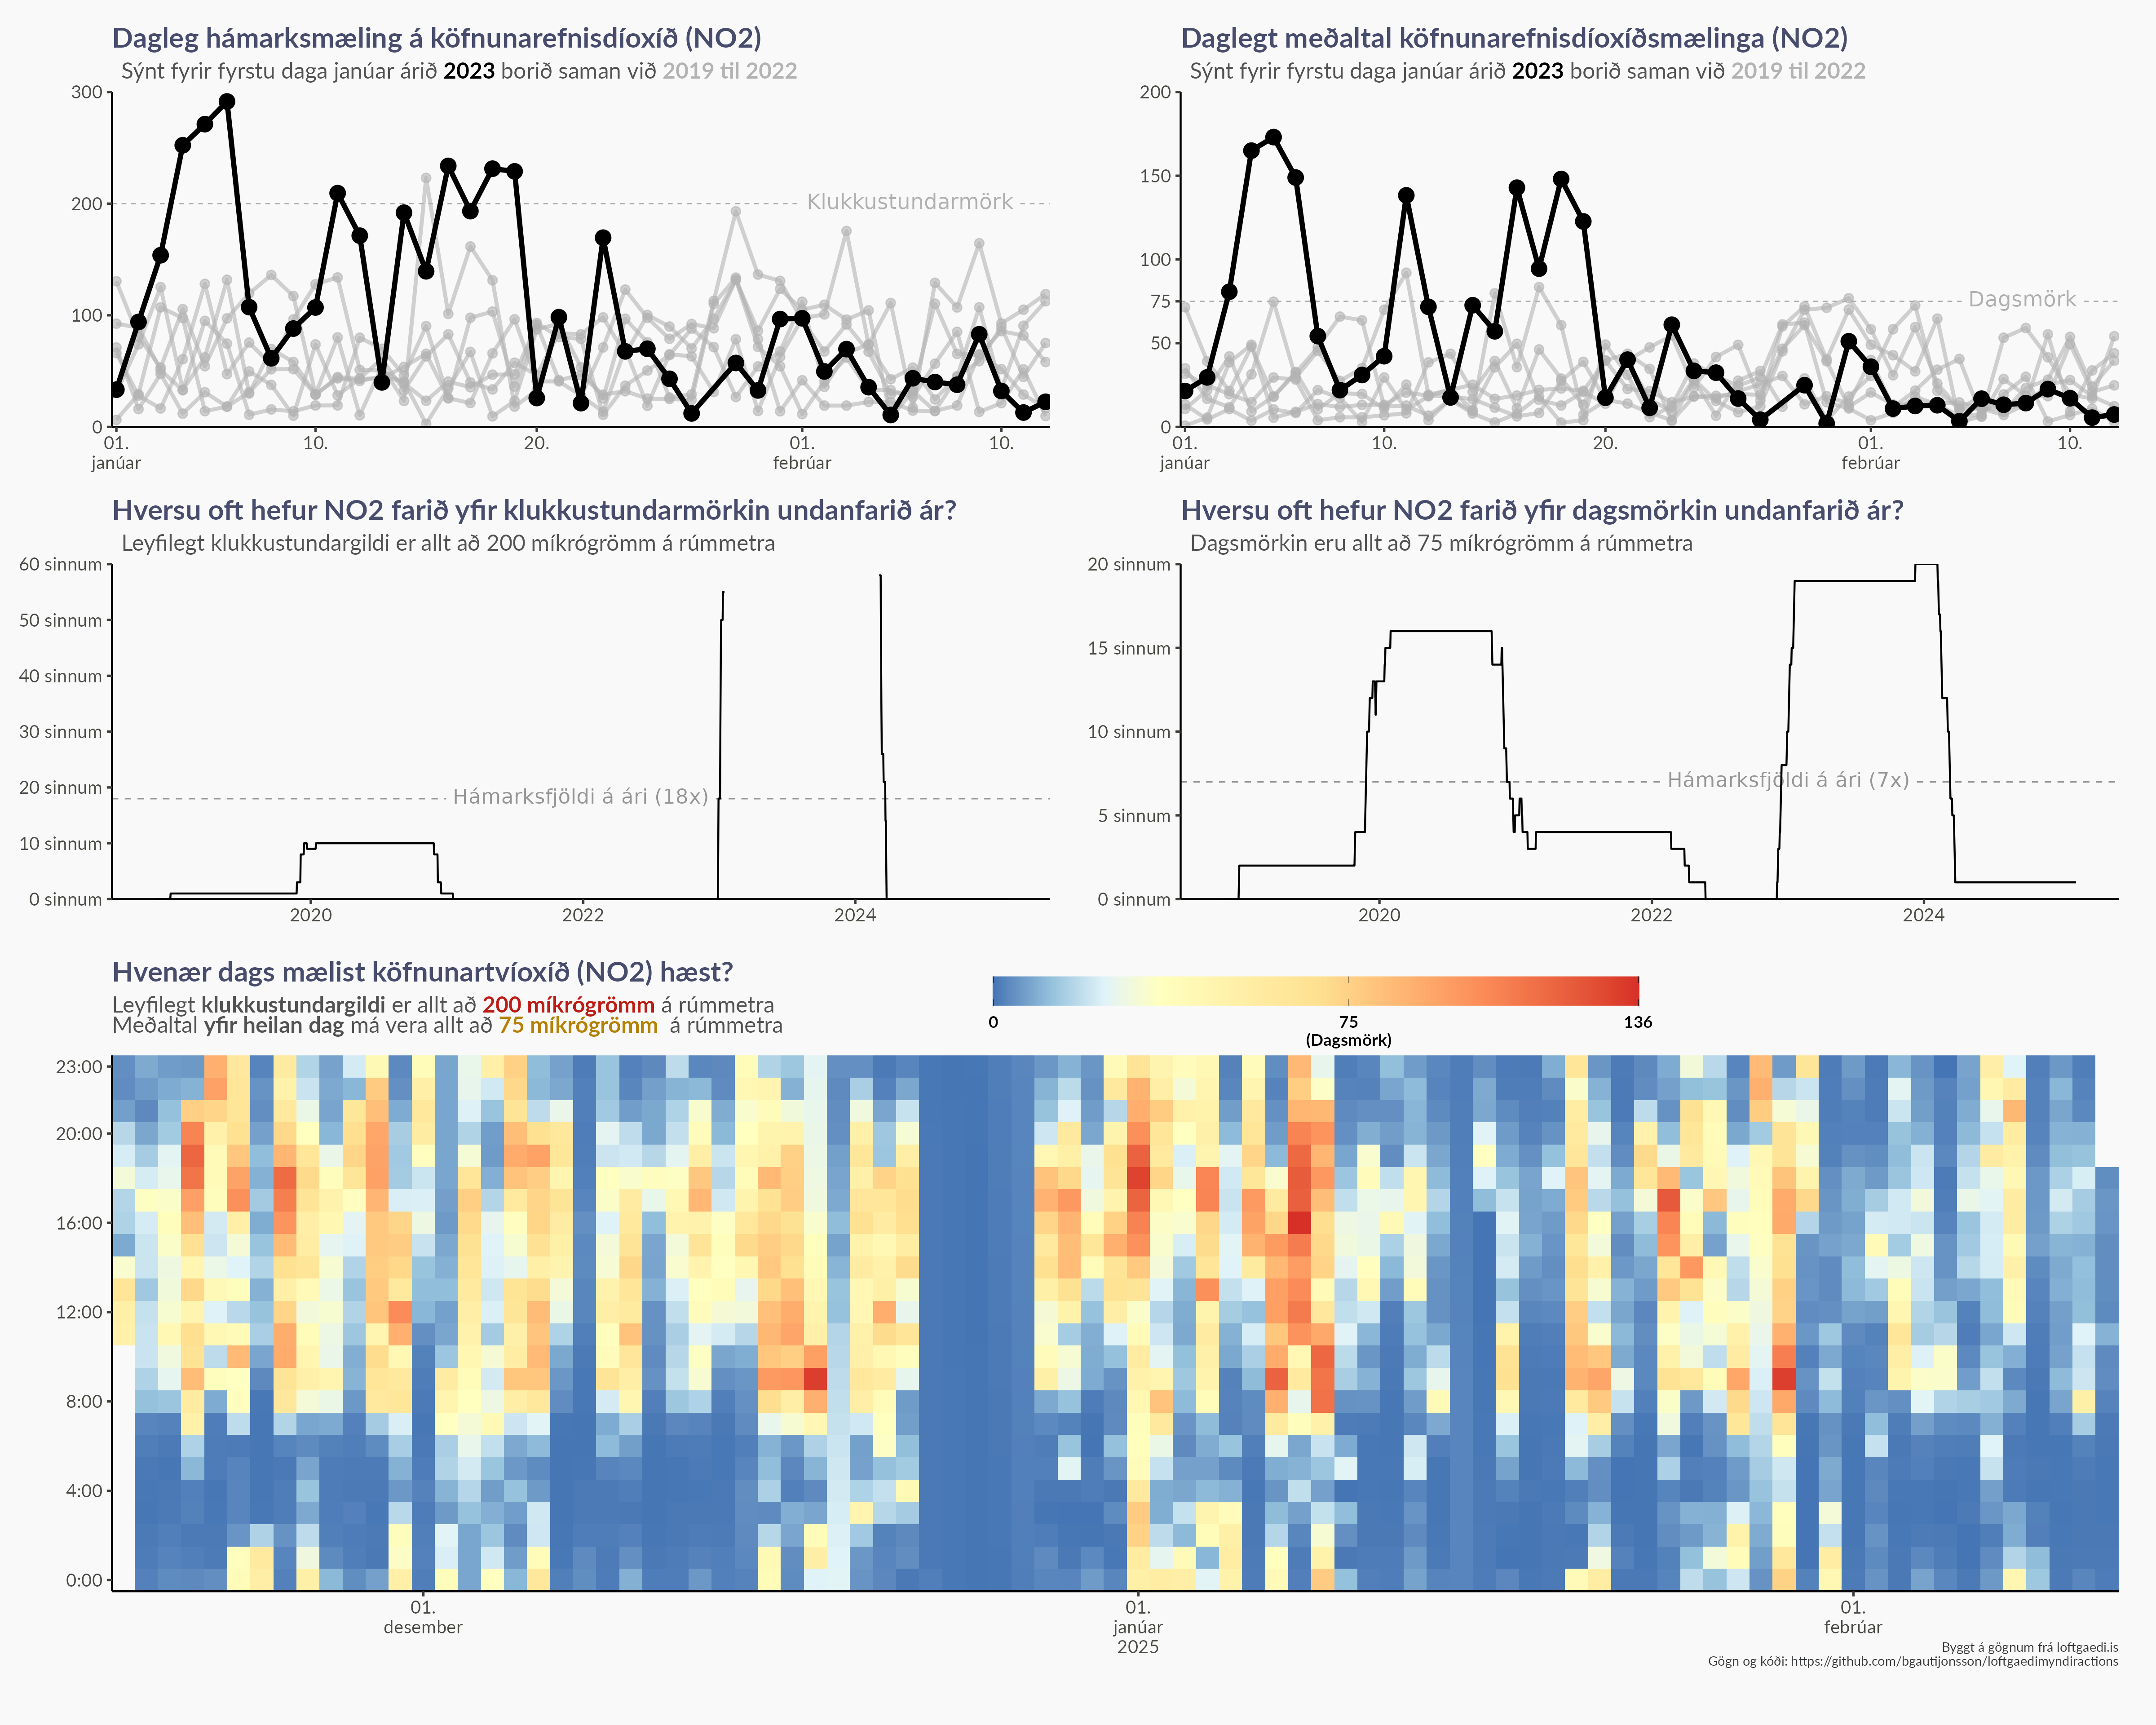 Dagleg hámarksmæling á köfnunarefnisdíoxíð (NO2)
Sýnt fyrir fyrstu daga janúar árið 2023 borið saman við 2019 til 2022
300
200
100
0
Klukkustundarmörk
01.
janúar
10.
20.
01.
febrúar
10.
Daglegt meðaltal köfnunarefnisdíoxíðsmælinga (NO2)
Sýnt fyrir fyrstu daga janúar árið 2023 borið saman við 2019 til 2022
200
150
100
75
50
0
Dagsmörk
01.
janúar
10.
20.
01.
febrúar
10.
Hversu oft hefur NO2 farið yfir klukkustundarmörkin undanfarið ár?
Leyfilegt klukkustundargildi er allt að 200 míkrógrömm á rúmmetra
60 sinnum
50 sinnum
40 sinnum
30 sinnum
20 sinnum
10 sinnum
0 sinnum
Hámarksfjöldi á ári (18x)
2020
2022
2024
Hversu oft hefur NO2 farið yfir dagsmörkin undanfarið ár?
Dagsmörkin eru allt að 75 míkrógrömm á rúmmetra
20 sinnum
15 sinnum
10 sinnum
5 sinnum
0 sinnum
Hámarksfjöldi á ári (7x)
2020
2022
2024
Hvenær dags mælist köfnunartvíoxíð (NO2) hæst?
Leyfilegt klukkustundargildi er allt að 200 míkrógrömm á rúmmetra
Meðaltal yfir heilan dag má vera allt að 75 míkrógrömm á rúmmetra
0
75
(Dagsmörk)
136
23:00
20:00
16:00
12:00
8:00
4:00
0:00
01.
desember
01.
janúar
2025
01.
febrúar
Byggt á gögnum frá loftgaedi.is
Gögn og kóði: https://github.com/bgautijonsson/loftgaedimyndiractions